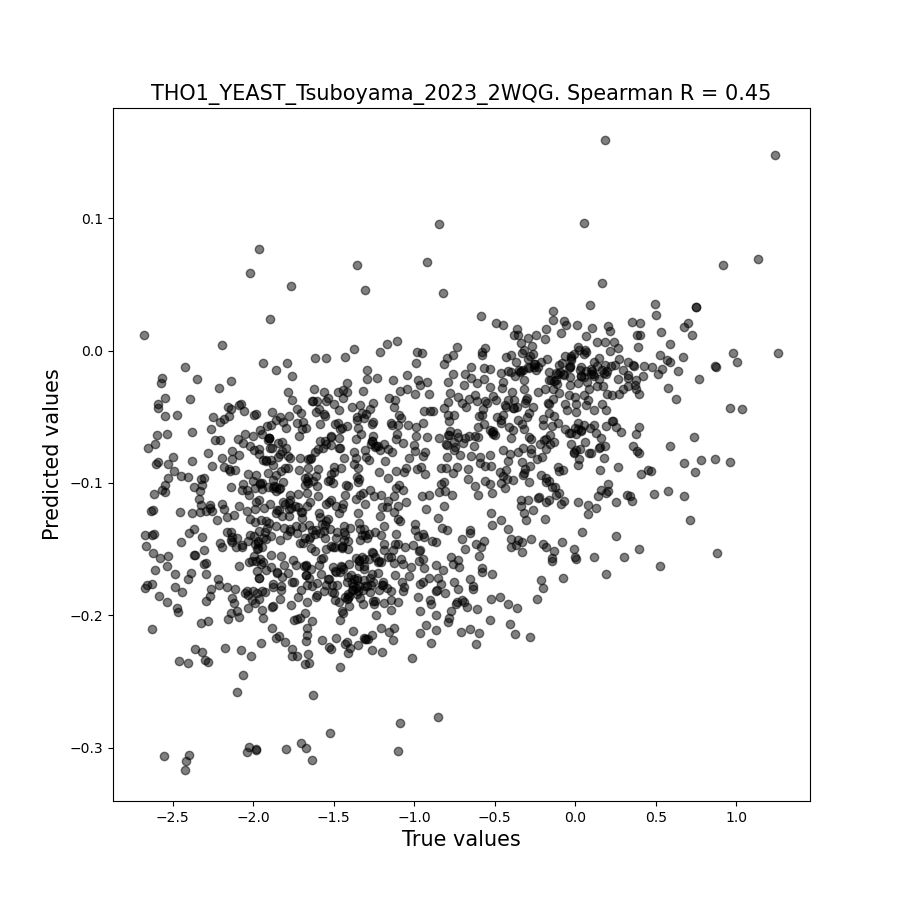 THO1_YEAST_Tsuboyama_2023_2WQG. Spearman R = 0.45
0.1
0.0
−0.1
−0.2
−0.3
Predicted values
−2.5 −2.0 −1.5 −1.0 −0.5 0.0 0.5 1.0
True values